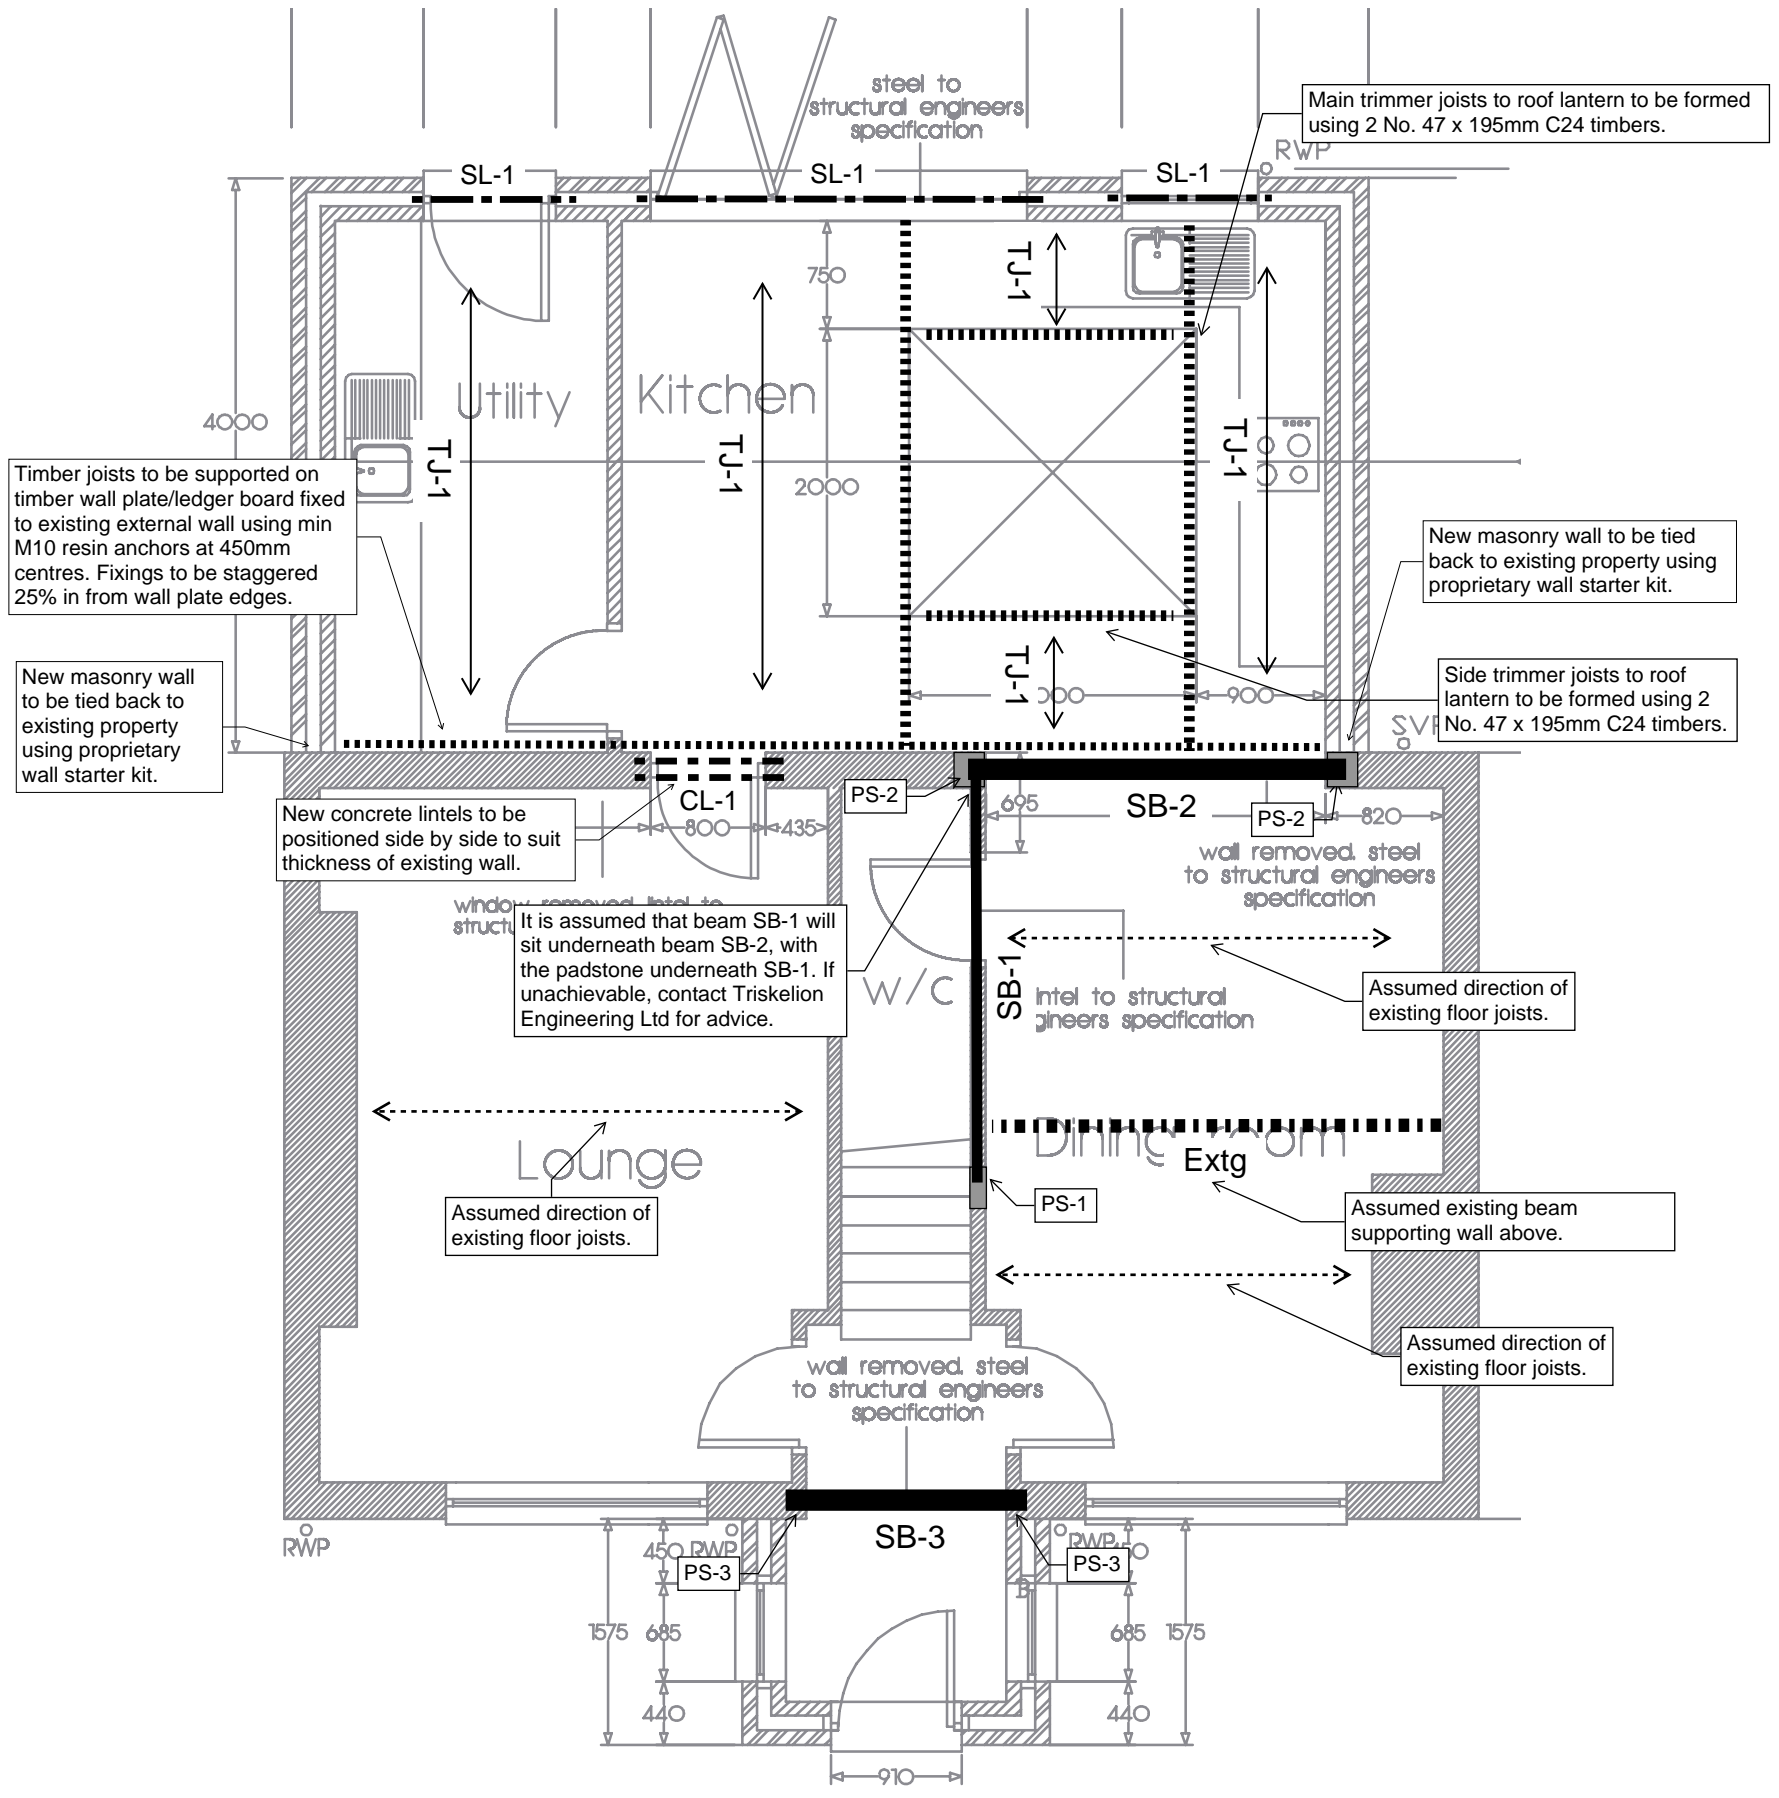 steel to
structural engineers
specification
Main trimmer joists to roof lantern to be formed
using 2 No. 47 x 195mm C24 timbers.
RWP
SL-1
SL-1
SL-1
750
TJ-1
4000
Utility
Kitchen
TJ-1
TJ-1
TJ-1
2000
Timber joists to be supported on
timber wall plate/ledger board fixed
to existing external wall using min
M10 resin anchors at 450mm
centres. Fixings to be staggered
25% in from wall plate edges.
New masonry wall to be tied
back to existing property using
proprietary wall starter kit.
New masonry wall
to be tied back to
existing property
using proprietary
wall starter kit.
TJ-1
900
Side trimmer joists to roof
lantern to be formed using 2
No. 47 x 195mm C24 timbers.
PS-2
CL-1
695
SB-2
PS-2
800
435
820
New concrete lintels to be
positioned side by side to suit
thickness of existing wall.
wall removed. steel
to structural engineers
specification
window removed. lintel to
It is assumed that beam SB-1 will
sit underneath beam SB-2, with
the padstone underneath SB-1. If
unachievable, contact Triskelion
Engineering Ltd for advice.
W/C
SB-1
to structural
specification
Assumed direction of
existing floor joists.
Dining room
Lounge
Extg
PS-1
Assumed direction of
existing floor joists.
Assumed existing beam
supporting wall above.
Assumed direction of
existing floor joists.
wall removed. steel
to structural engineers
specification
SB-3
RWP
450
RWP
PS-3
RWP
PS-3
1575
685
685
1575
440
440
910